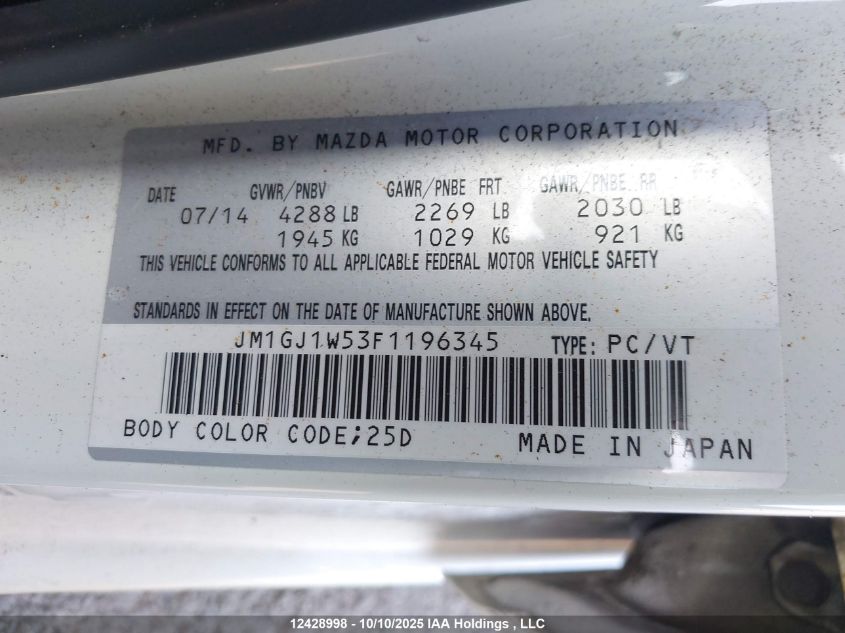 MFD. BY MAZDA MOTOR CORPORATION
DATE GVWR/PNBV GAWR/PNBE FRT. GAWR/PNBE RR
07/14 4288 LB 2269 LB 2030 LB
1945 KG 1029 KG 921 KG
THIS VEHICLE CONFORMS TO ALL APPLICABLE FEDERAL MOTOR VEHICLE SAFETY
STANDARDS IN EFFECT ON THE DATE OF MANUFACTURE SHOWN ABOVE.
JM1GJ1W53F1196345 TYPE: PC/VT
BODY COLOR CODE;25D MADE IN JAPAN
12428998 - 10/10/2025 IAA Holdings , LLC